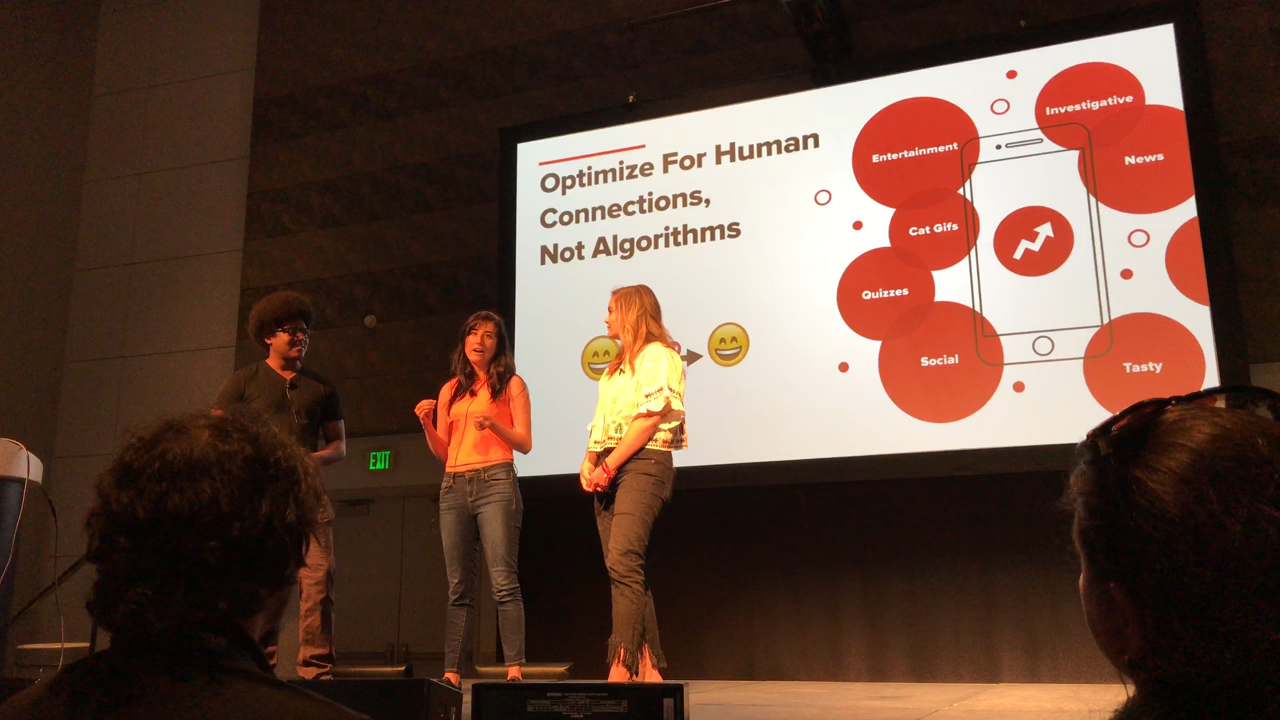 Optimize For Human
Connections,
Not Algorithms
Entertainment
Investigative
News
Cat Gifs
Quizzes
Social
Tasty
EXIT